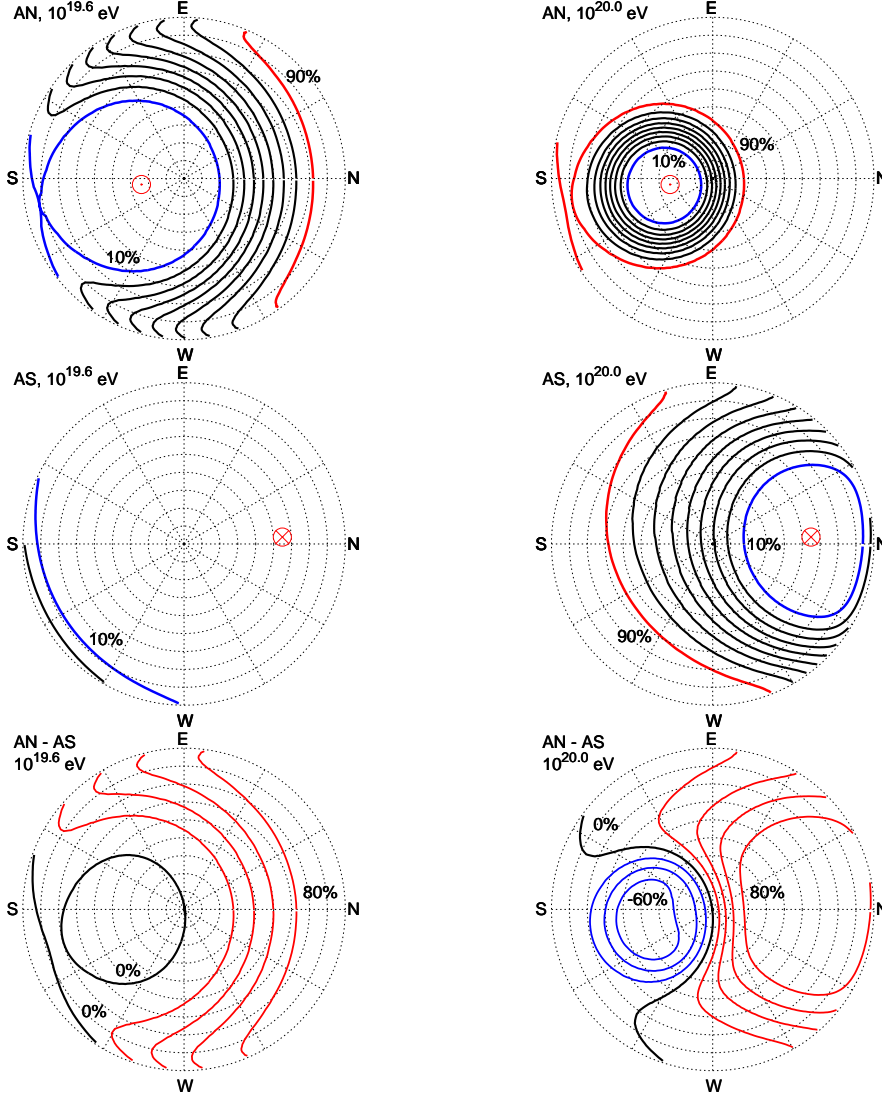 AN, 10^19.6 eV
E
S
N
W
90%
10%
AN, 10^20.0 eV
E
S
N
W
90%
10%
AS, 10^19.6 eV
E
S
N
W
10%
AS, 10^20.0 eV
E
S
N
W
10%
90%
AN - AS
10^19.6 eV
E
S
N
W
80%
0%
0%
AN - AS
10^20.0 eV
E
S
N
W
0%
-60%
80%